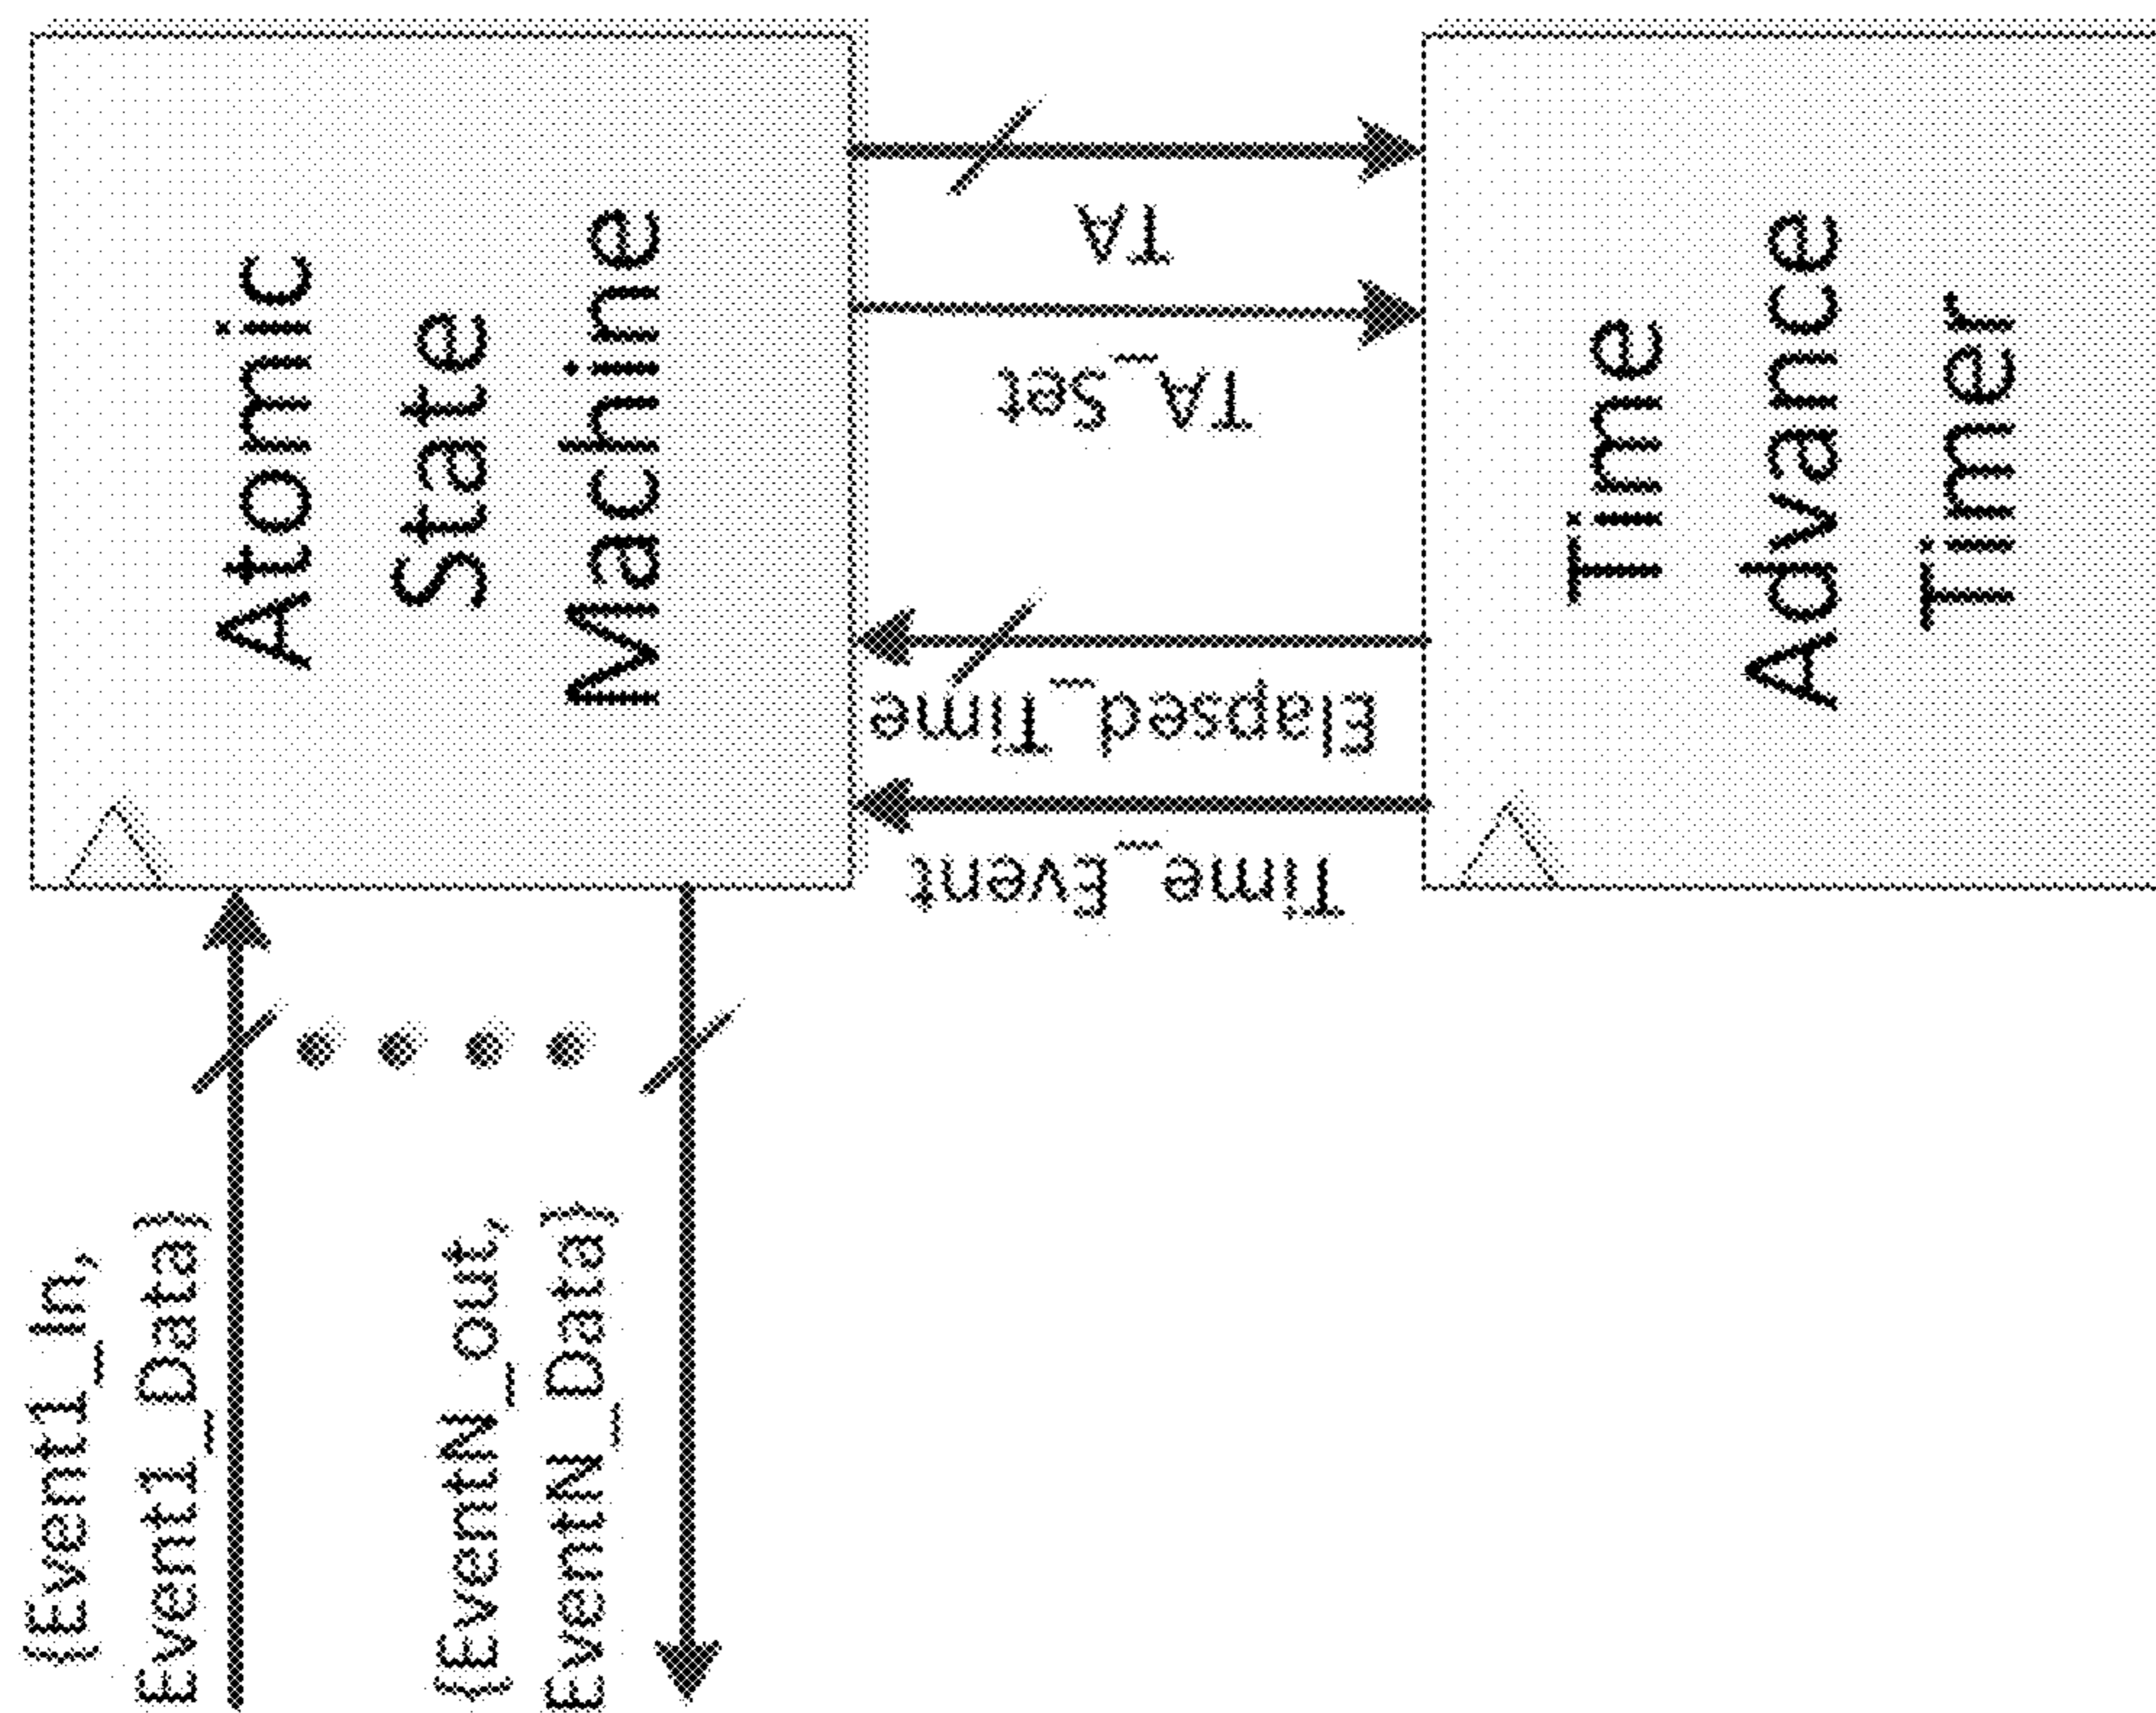 Atomic
State
Machine
TA
TA_Set
Elapsed_Time
Time_Event
Time
Advance
Timer
{Event1_In,
Event1_Data}
{EventN_out,
EventN_Data}